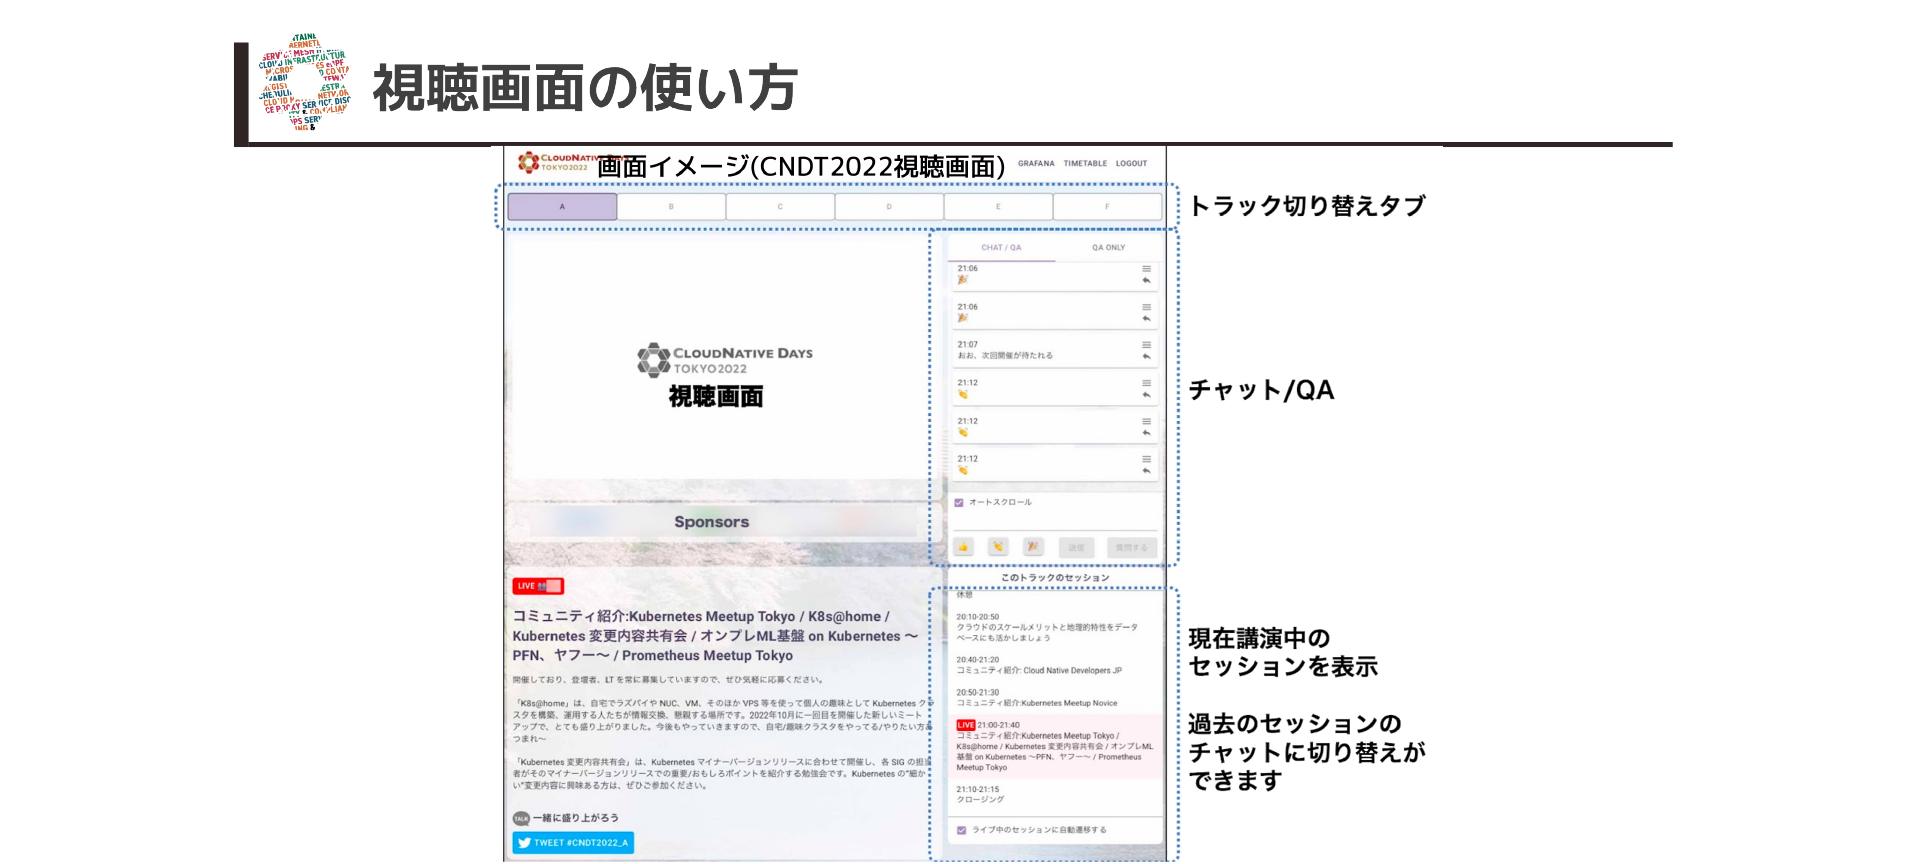 視聴画面の使い方
CLOUDNATIVE DAYS
TOKYO2022
画面イメージ(CNDT2022視聴画面)
GRAFANA TIMETABLE LOGOUT
A B C D E F
トラック切り替えタブ
CHAT / QA QA ONLY
21:06
21:06
21:07
おお、次回開催が待たれる
21:12
21:12
21:12
チャット/QA
オートスクロール
送信 質問する
CLOUDNATIVE DAYS
TOKYO2022
視聴画面
Sponsors
LIVE
コミュニティ紹介:Kubernetes Meetup Tokyo / K8s@home /
Kubernetes 変更内容共有会 / オンプレML基盤 on Kubernetes 〜
PFN、ヤフー〜 / Prometheus Meetup Tokyo
開催しており、登壇者、LT を常に募集していますので、ぜひ気軽に応募ください。
「K8s@home」は、自宅でラズパイや NUC、VM、そのほか VPS 等を使って個人の趣味として Kubernetes クラ
スタを構築、運用する人たちが情報交換、懇親する場所です。2022年10月に一回目を開催した新しいミート
アップで、とても盛り上がりました。今後もやっていきますので、自宅/趣味クラスタをやってる/やりたい方あ
つまれ〜
「Kubernetes 変更内容共有会」は、Kubernetes マイナーバージョンリリースに合わせて開催し、各 SIG の担当
者がそのマイナーバージョンリリースでの重要/おもしろポイントを紹介する勉強会です。Kubernetes の"細か
い"変更内容に興味ある方は、ぜひご参加ください。
TALK 一緒に盛り上がろう
TWEET #CNDT2022_A
このトラックのセッション
休憩
20:10-20:50
クラウドのスケールメリットと地理的特性をデータ
ベースにも活かしましょう
20:40-21:20
コミュニティ紹介: Cloud Native Developers JP
20:50-21:30
コミュニティ紹介:Kubernetes Meetup Novice
LIVE 21:00-21:40
コミュニティ紹介:Kubernetes Meetup Tokyo /
K8s@home / Kubernetes 変更内容共有会 / オンプレML
基盤 on Kubernetes 〜PFN、ヤフー〜 / Prometheus
Meetup Tokyo
21:10-21:15
クロージング
ライブ中のセッションに自動遷移する
現在講演中の
セッションを表示
過去のセッションの
チャットに切り替えが
できます